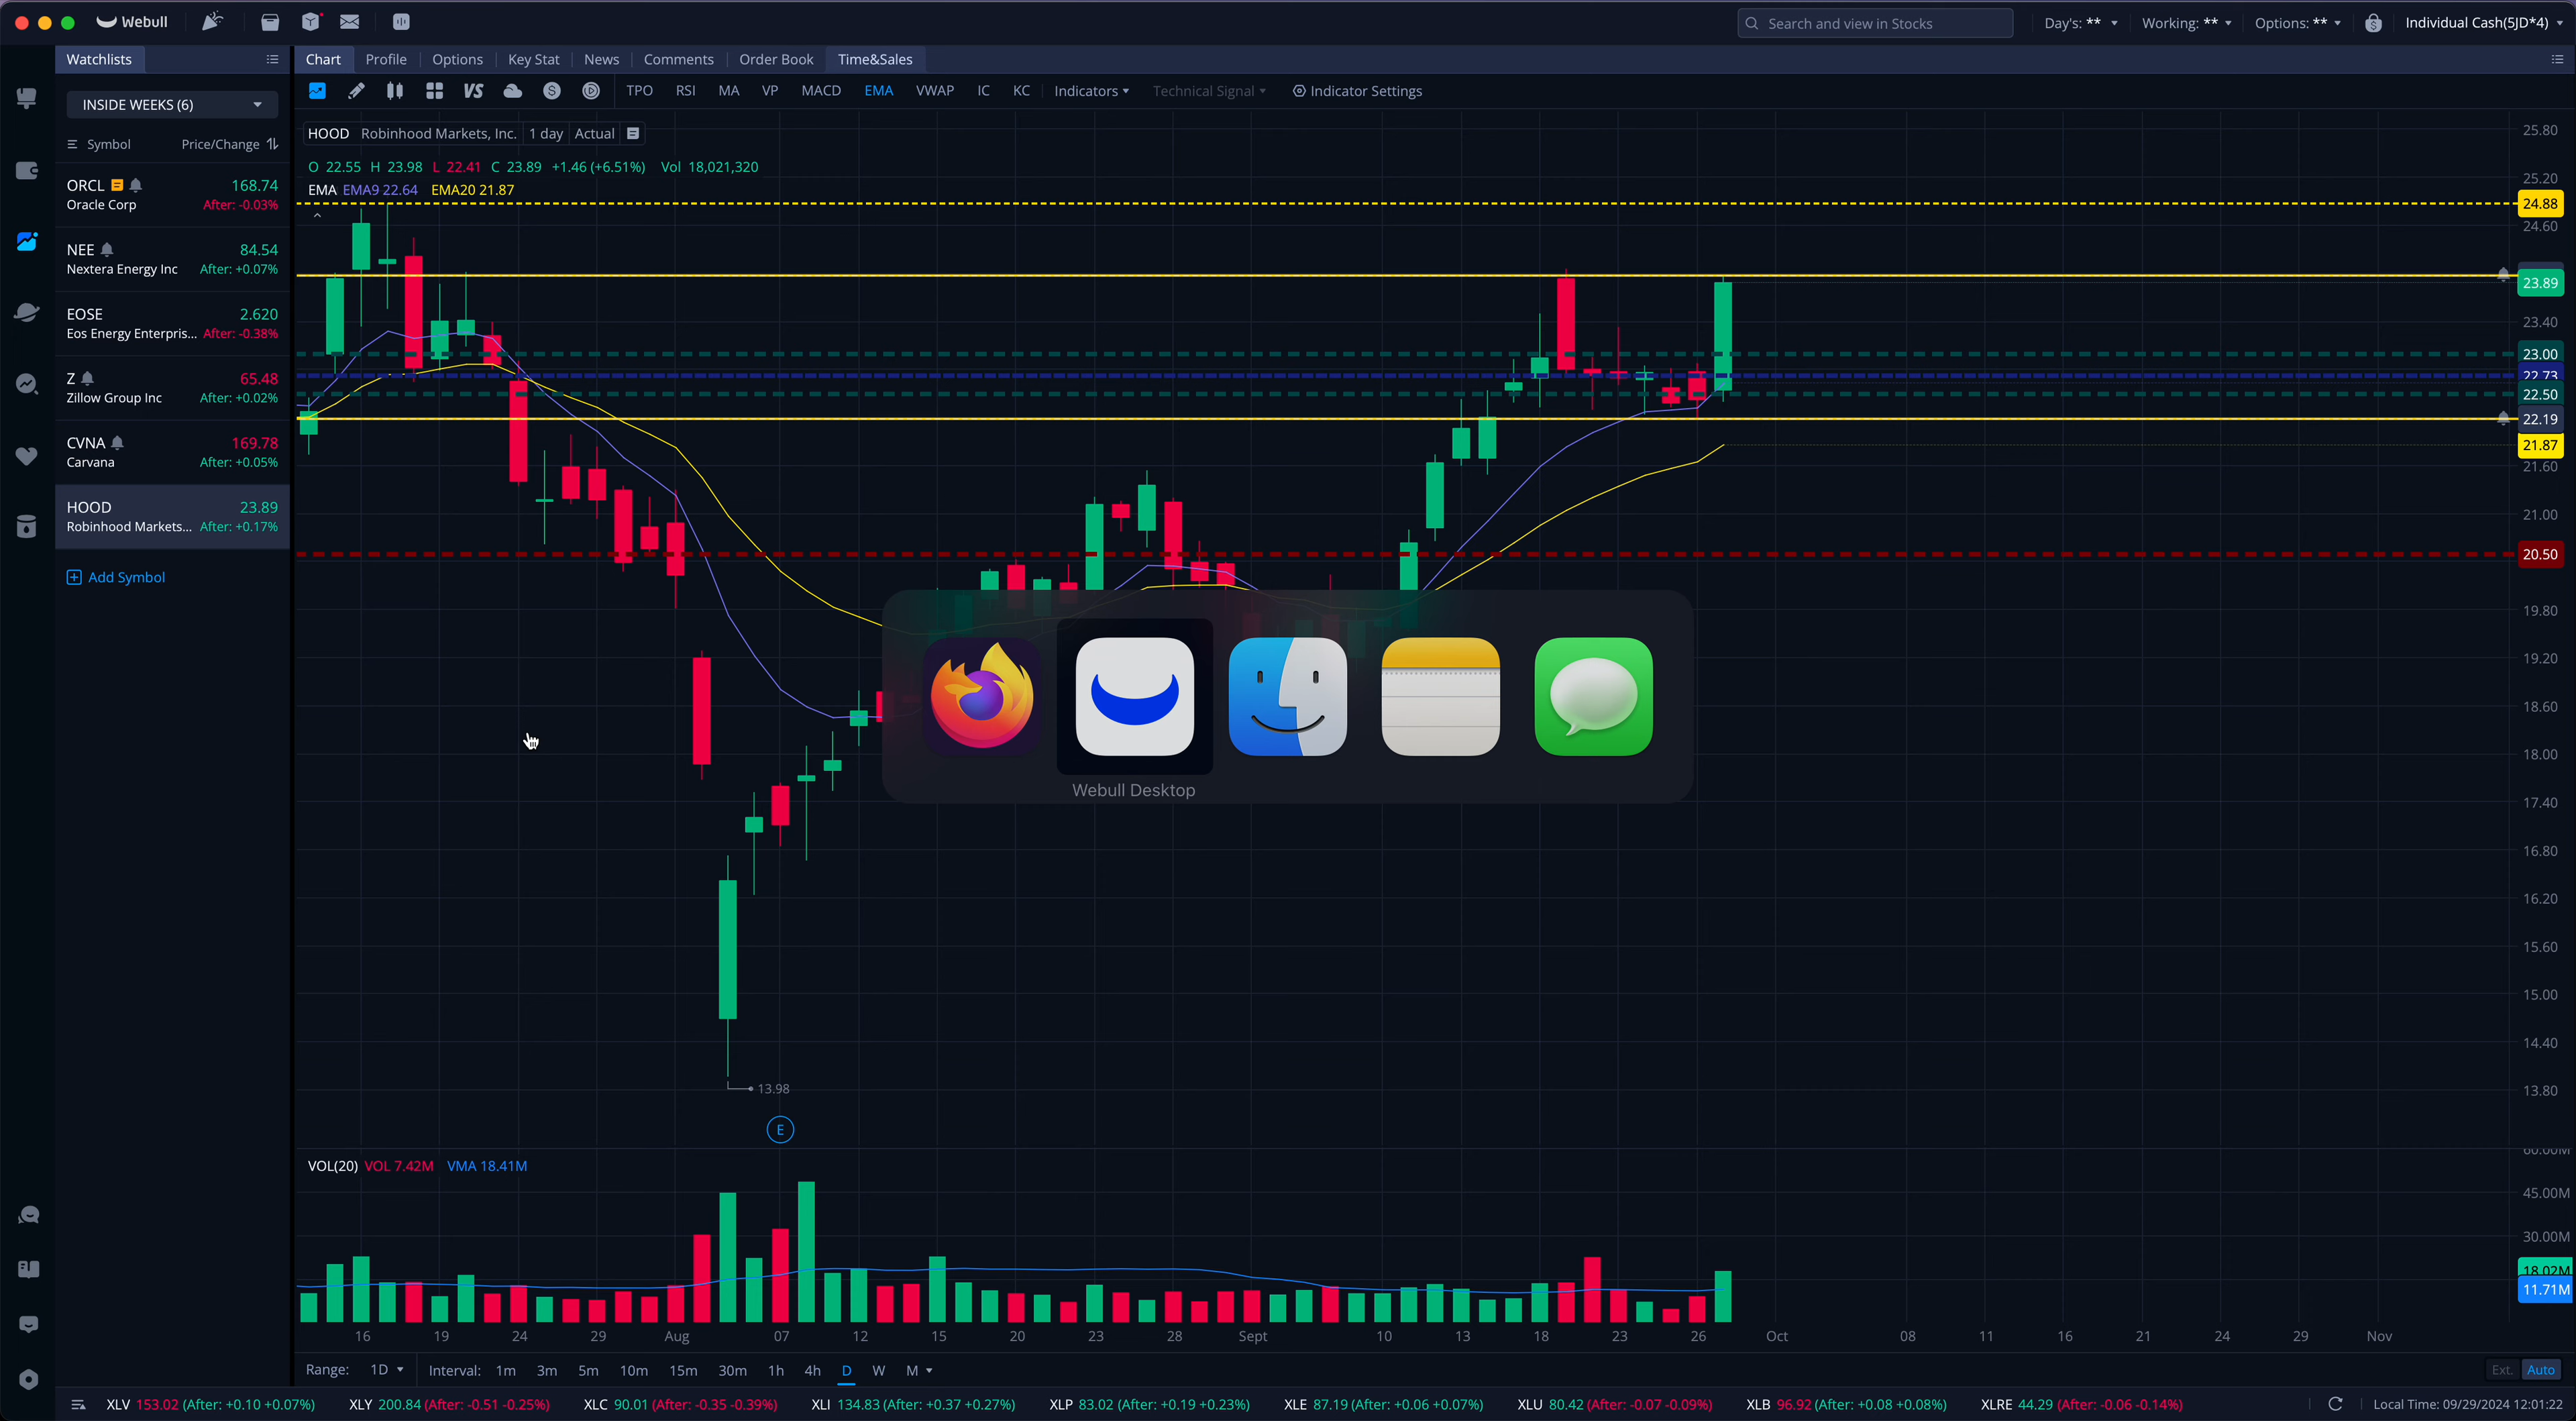 Webull
Search and view in Stocks
Day's: **
Working: **
Options: **
Individual Cash(5JD*4)
Watchlists
Chart Profile Options Key Stat News Comments Order Book Time&Sales
INSIDE WEEKS (6)
VS TPO RSI MA VP MACD EMA VWAP IC KC Indicators Technical Signal Indicator Settings
Symbol Price/Change
ORCL 168.74
Oracle Corp After: -0.03%
NEE 84.54
Nextera Energy Inc After: +0.07%
EOSE 2.620
Eos Energy Enterpris... After: -0.38%
Z 65.48
Zillow Group Inc After: +0.02%
CVNA 169.78
Carvana After: +0.05%
HOOD 23.89
Robinhood Markets... After: +0.17%
Add Symbol
HOOD Robinhood Markets, Inc. 1 day Actual
O 22.55 H 23.98 L 22.41 C 23.89 +1.46 (+6.51%) Vol 18,021,320
EMA EMA9 22.64 EMA20 21.87
25.80
25.20
24.88
24.60
23.89
23.40
23.00
22.73
22.50
22.19
21.87
21.60
21.00
20.50
19.80
19.20
18.60
18.00
17.40
16.80
16.20
15.60
15.00
14.40
13.80
Webull Desktop
13.98
E
VOL(20) VOL 7.42M VMA 18.41M
60.00M
45.00M
30.00M
18.02M
11.71M
16 19 24 29 Aug 07 12 15 20 23 28 Sept 10 13 18 23 26 Oct 08 11 16 21 24 29 Nov
Range: 1D Interval: 1m 3m 5m 10m 15m 30m 1h 4h D W M Ext. Auto
XLV 153.02 (After: +0.10 +0.07%) XLY 200.84 (After: -0.51 -0.25%) XLC 90.01 (After: -0.35 -0.39%) XLI 134.83 (After: +0.37 +0.27%) XLP 83.02 (After: +0.19 +0.23%) XLE 87.19 (After: +0.06 +0.07%) XLU 80.42 (After: -0.07 -0.09%) XLB 96.92 (After: +0.08 +0.08%) XLRE 44.29 (After: -0.06 -0.14%) Local Time: 09/29/2024 12:01:22